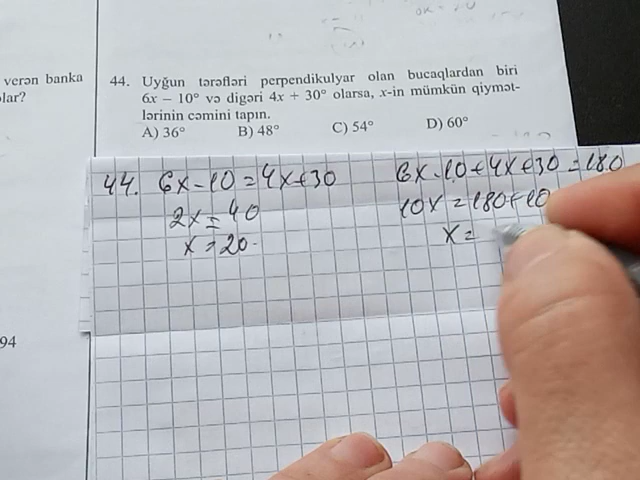 verən banka
lar?
94
44. Uyğun tərəfləri perpendikulyar olan bucaqlardan biri
6x − 10° və digəri 4x + 30° olarsa, x-in mümkün qiymət-
lərinin cəmini tapın.
A) 36° B) 48° C) 54° D) 60°
44. 6x-10=4x+30
2x=40
x=20
6x-10+4x+30=180
10x=180+10
x=